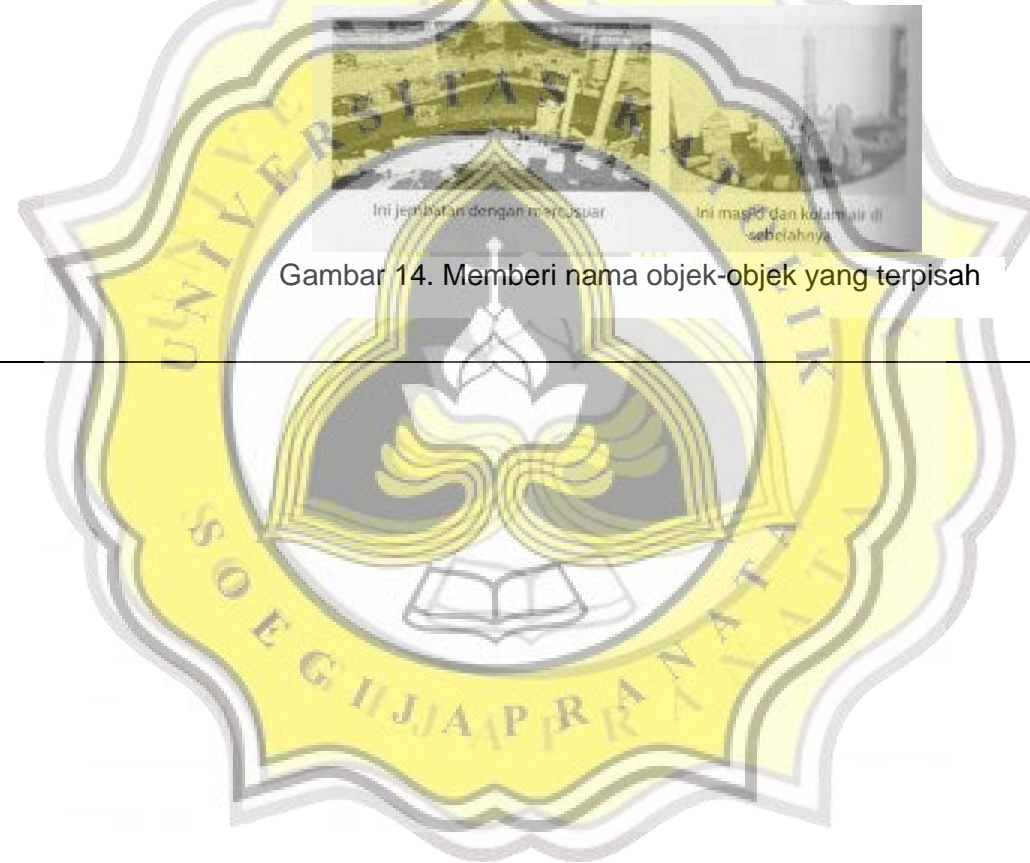 Ini jembatan dengan mercusuar
Ini masjid dan kolam air di
sebelahnya
Gambar 14. Memberi nama objek-objek yang terpisah
UNIVERSITAS KATOLIK
SOEGIJAPRANATA